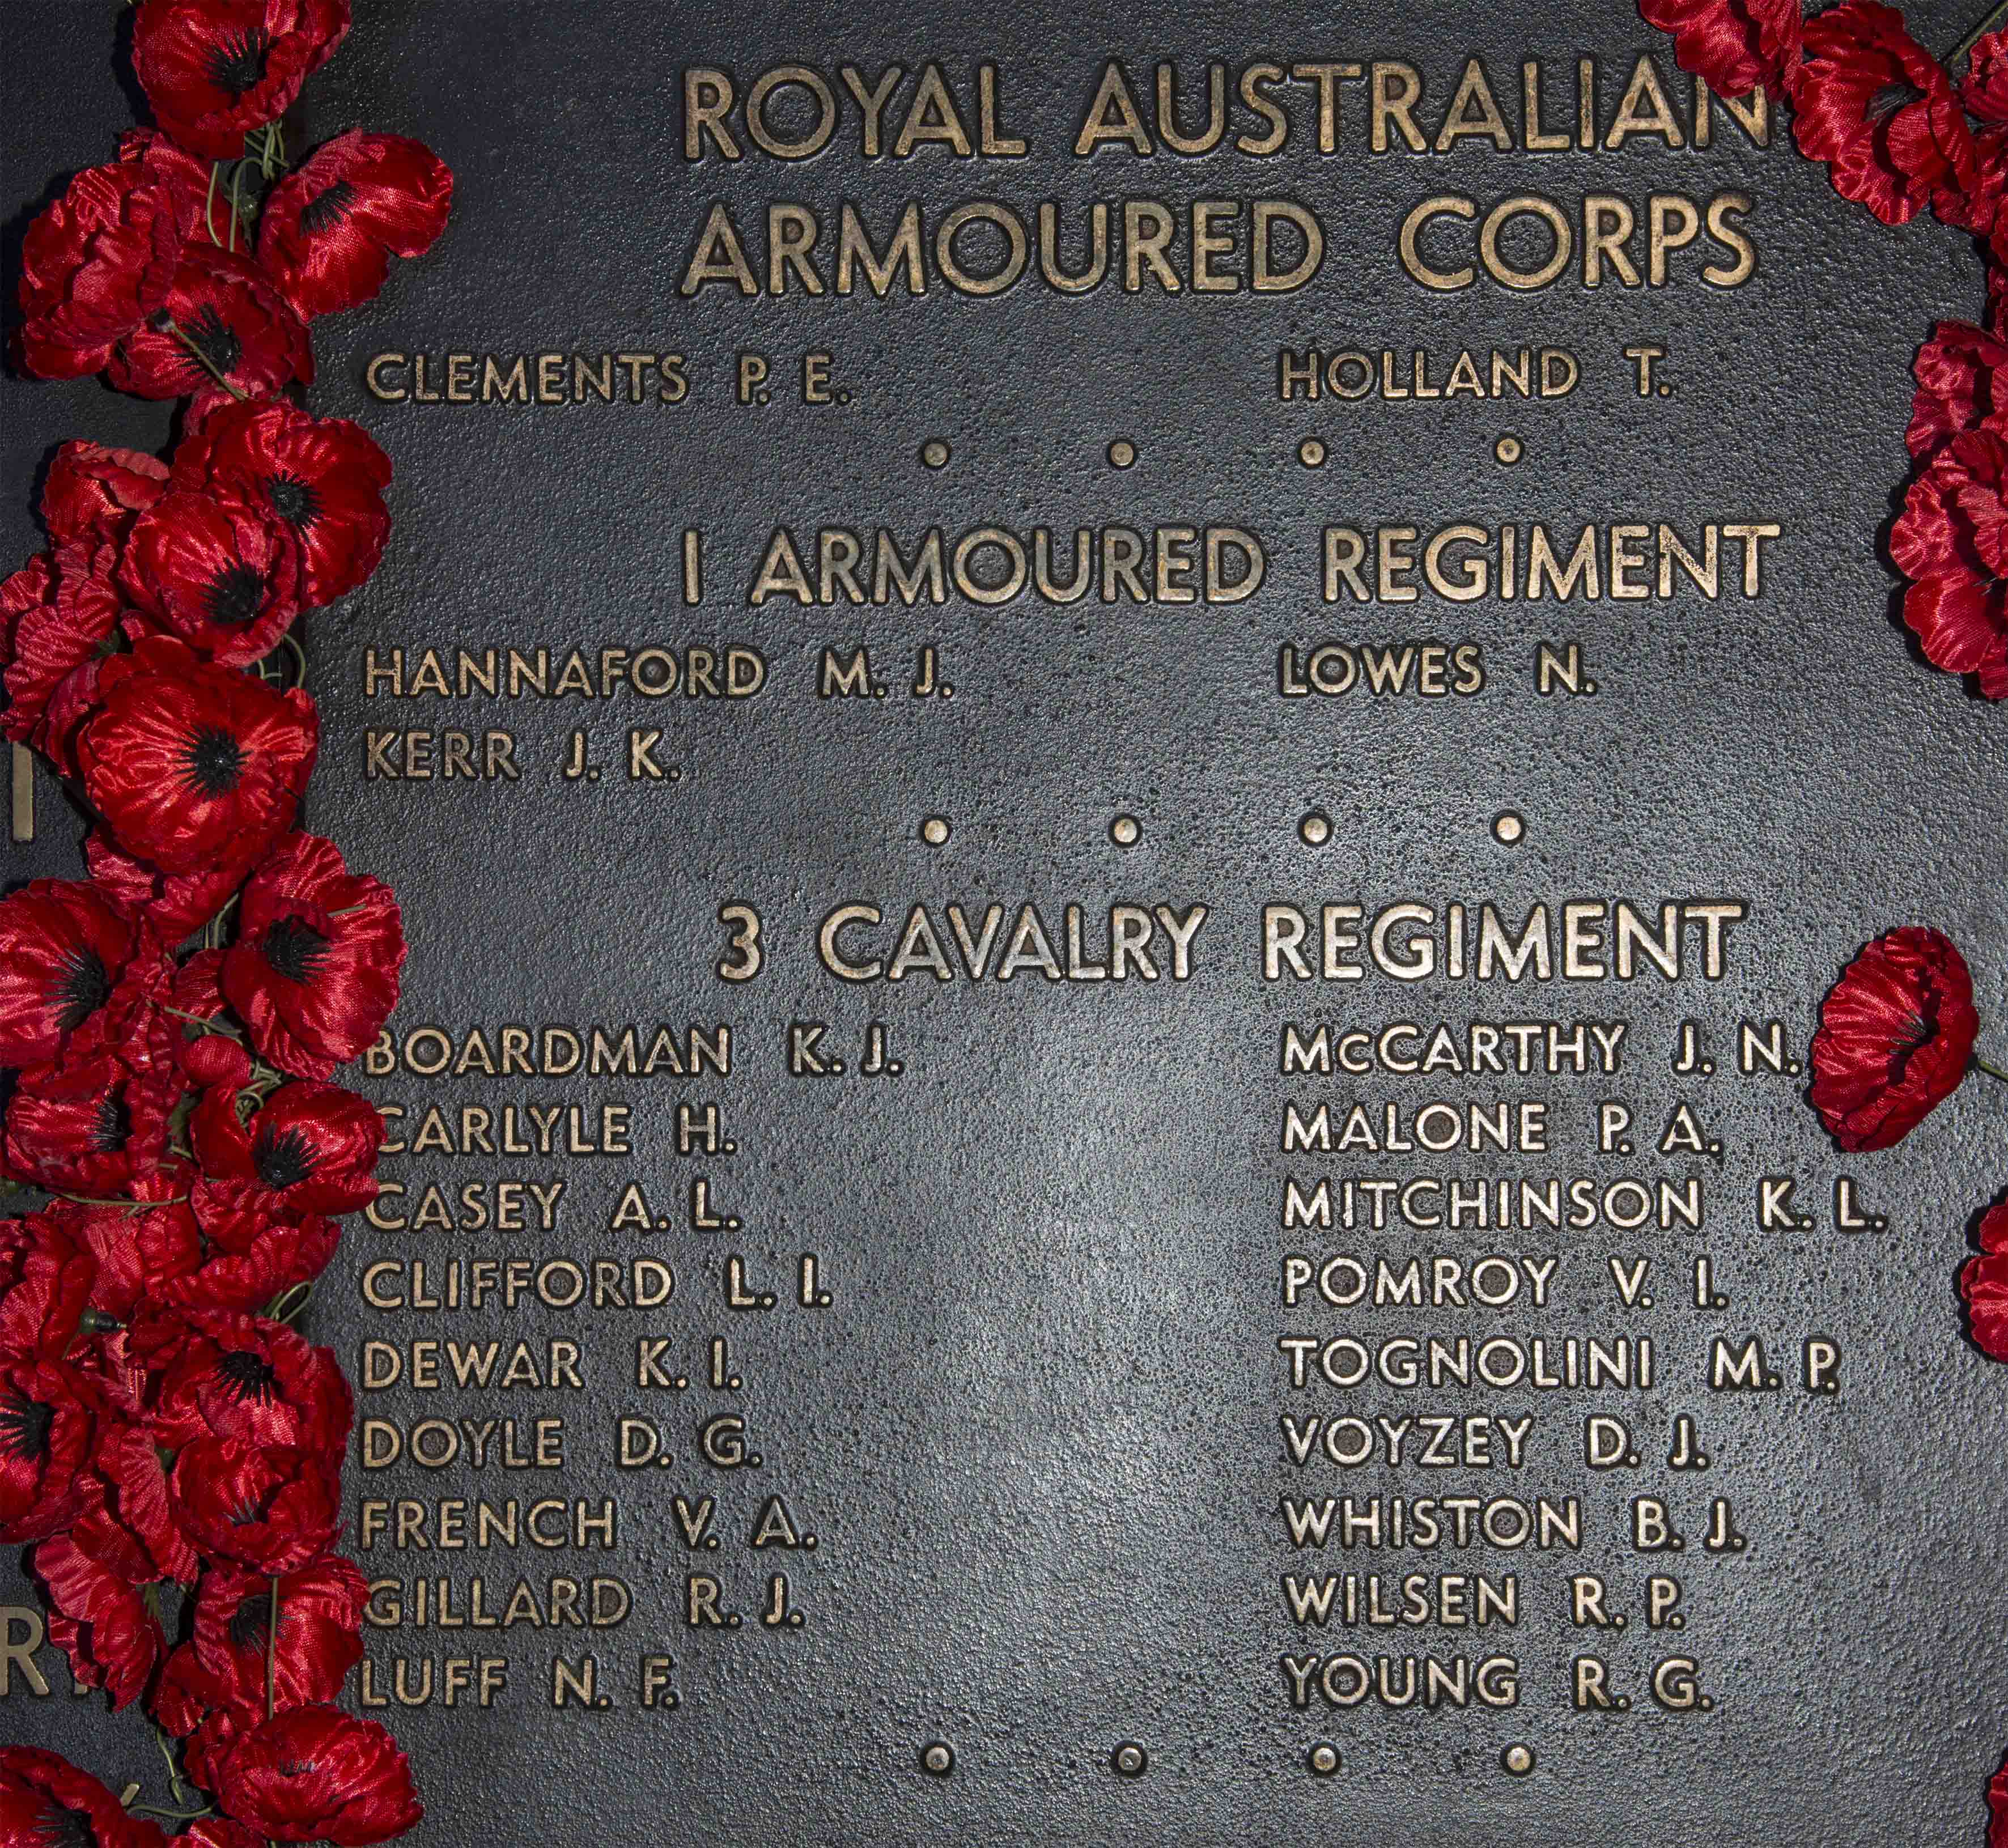 ROYAL AUSTRALIAN
ARMOURED CORPS
CLEMENTS P. E.
HOLLAND T.
1 ARMOURED REGIMENT
HANNAFORD M. J.
KERR J. K.
LOWES N.
3 CAVALRY REGIMENT
BOARDMAN K. J.
CARLYLE H.
CASEY A. L.
CLIFFORD L. I.
DEWAR K. I.
DOYLE D. G.
FRENCH V. A.
GILLARD R. J.
LUFF N. F.
McCARTHY J. N.
MALONE P. A.
MITCHINSON K. L.
POMROY V. I.
TOGNOLINI M. P.
VOYZEY D. J.
WHISTON B. J.
WILSEN R. P.
YOUNG R. G.